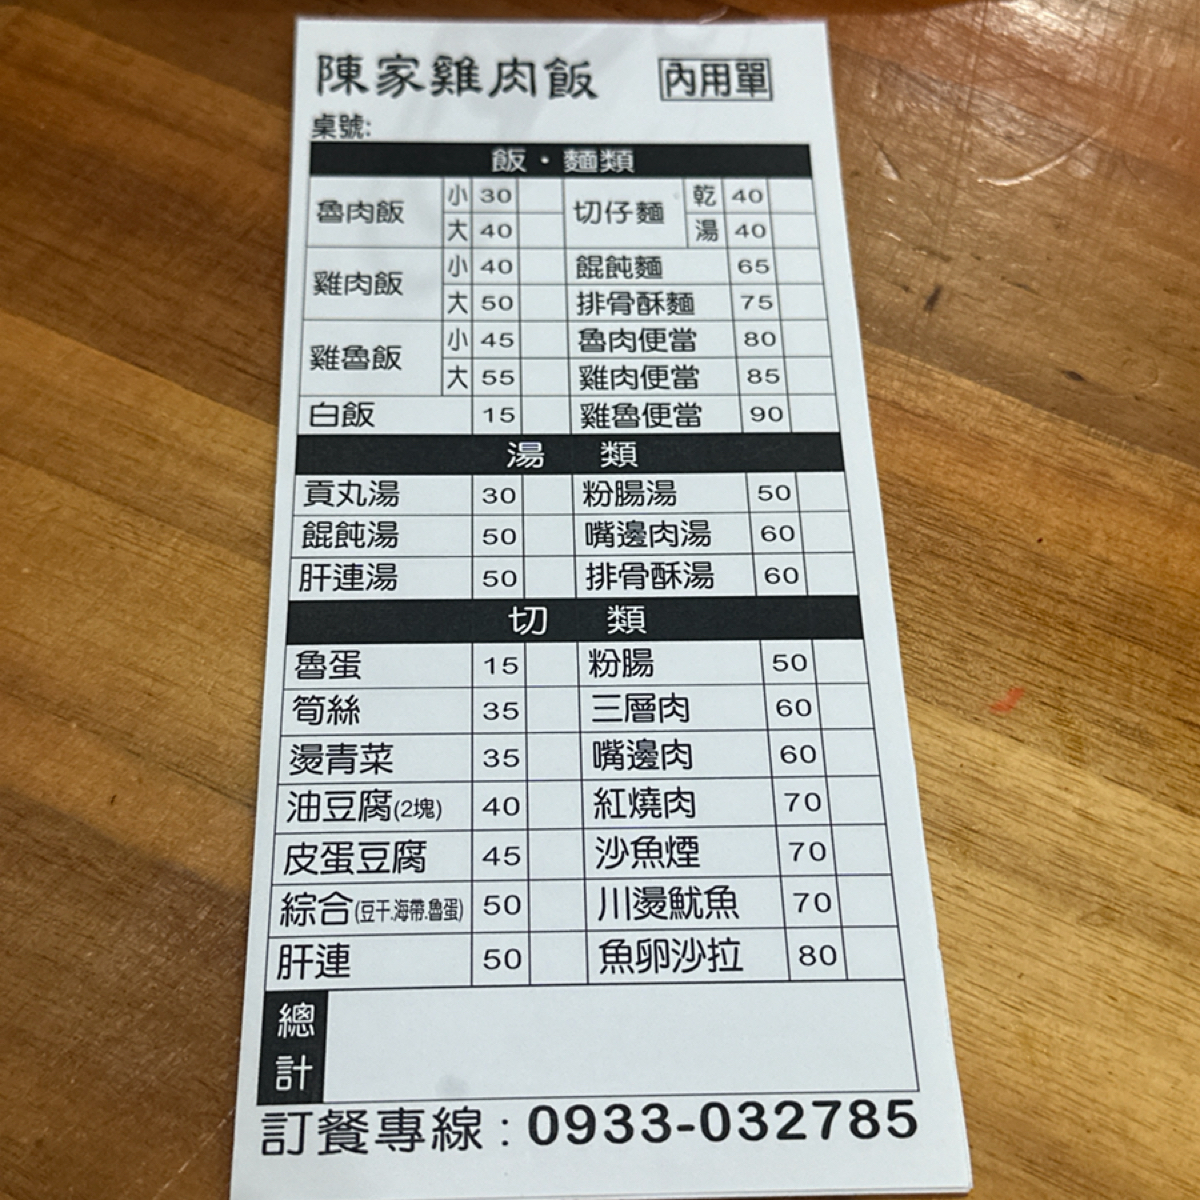 陳家雞肉飯 內用單
桌號:
飯・麵類
魯肉飯 小 30 切仔麵 乾 40
大 40 湯 40
雞肉飯 小 40 餛飩麵 65
大 50 排骨酥麵 75
雞魯飯 小 45 魯肉便當 80
大 55 雞肉便當 85
白飯 15 雞魯便當 90
湯 類
貢丸湯 30 粉腸湯 50
餛飩湯 50 嘴邊肉湯 60
肝連湯 50 排骨酥湯 60
切 類
魯蛋 15 粉腸 50
筍絲 35 三層肉 60
燙青菜 35 嘴邊肉 60
油豆腐(2塊) 40 紅燒肉 70
皮蛋豆腐 45 沙魚煙 70
綜合(豆干.海帶.魯蛋) 50 川燙魷魚 70
肝連 50 魚卵沙拉 80
總計
訂餐專線：0933-032785